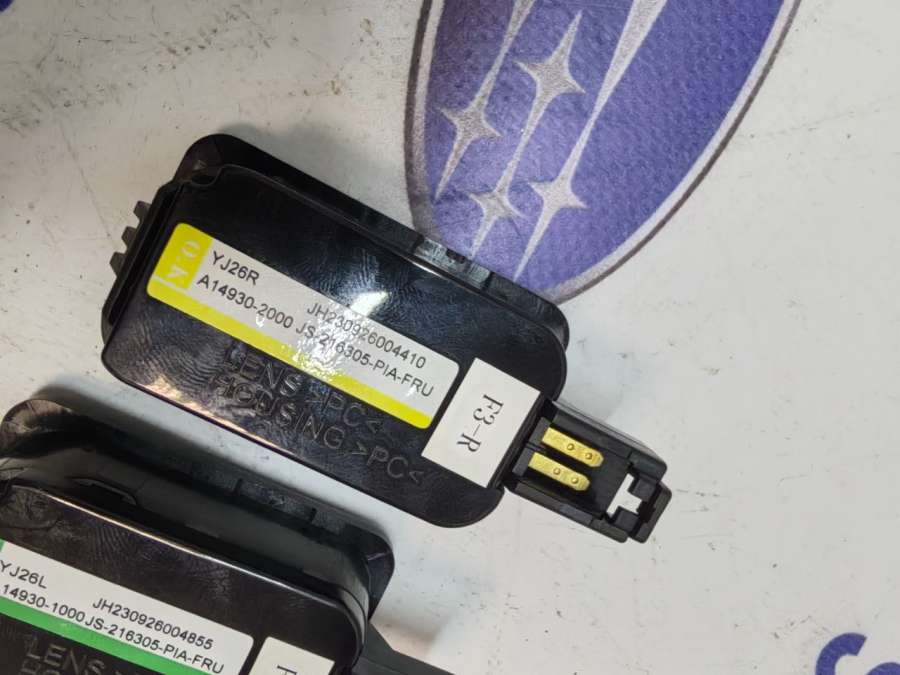 O.K
YJ26R
JH230926004410
A14930-2000 JS-216305-PIA-FRU
LENS >PC<
HOUSING >PC<
F3-R
YJ26L
JH230926004855
14930-1000 JS-216305-PIA-FRU
LENS